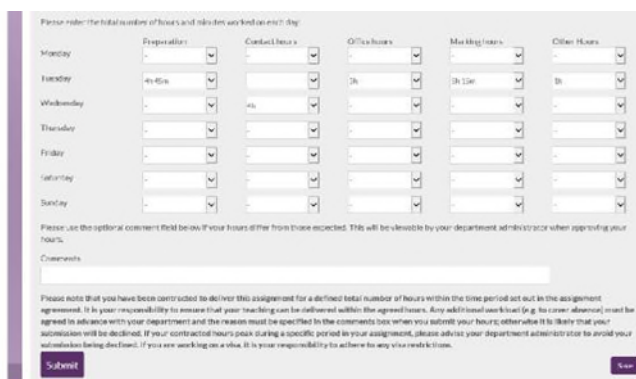 Please enter the total number of hours and minutes worked on each day:
Preparation Contact hours Office hours Marking hours Other Hours
Monday - - - - -
Tuesday 4h 45m
Wednesday - 4h - - -
Thursday - - - - -
Friday - - - - -
Saturday - - - - -
Sunday - - - - -
Please use the optional comment field below if your hours differ from those expected. This will be viewable by your department administrator when approving your
hours.
Comments
Please note that you have been contracted to deliver this assignment for a defined total number of hours within the time period set out in the assignment
agreement. It is your responsibility to ensure that your teaching can be delivered within the agreed hours. Any additional workload (e.g. to cover absence) must be
agreed in advance with your department and the reason must be specified in the comments box when you submit your hours; otherwise it is likely that your
submission will be declined. If your contracted hours peak during a specific period in your assignment, please advise your department administrator to avoid your
submission being declined. If you are working on a visa, it is your responsibility to adhere to any visa restrictions.
Submit Save